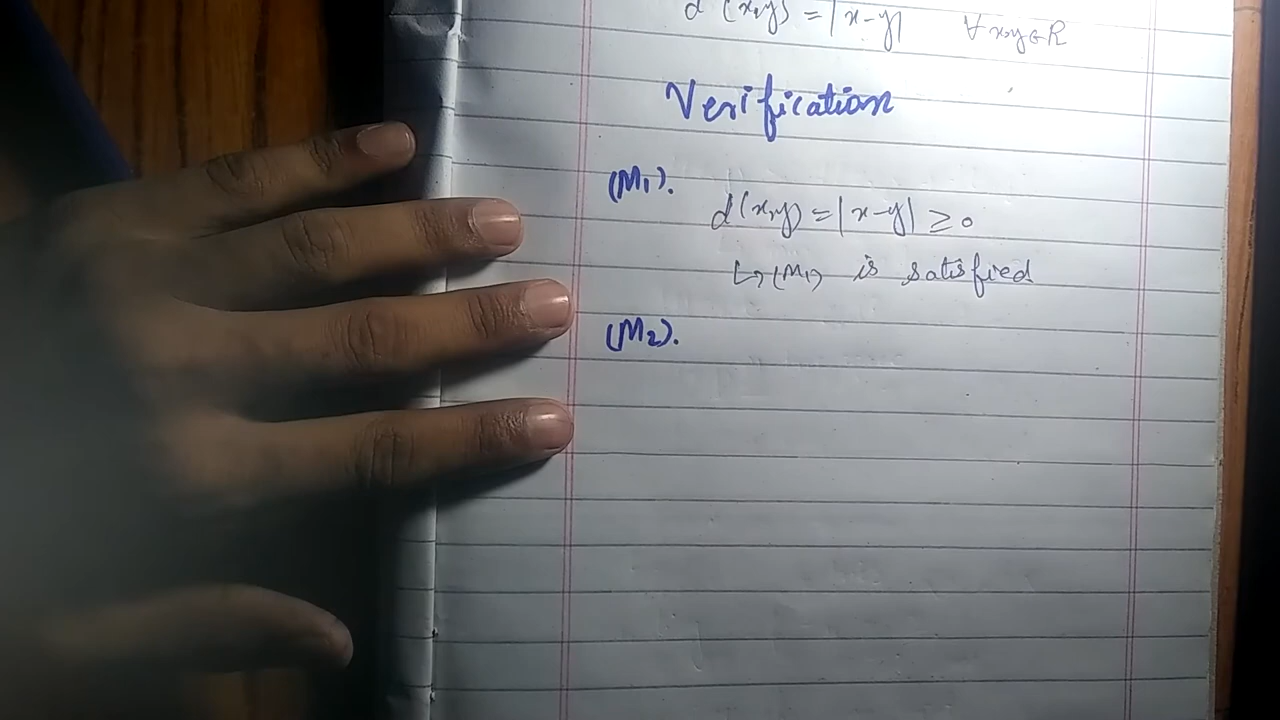 d (x,y) = |x-y| ∀ x,y∈R
Verification
(M₁).
d(x,y) = |x-y| ≥ 0
↳ (M₁) is satisfied
(M₂).